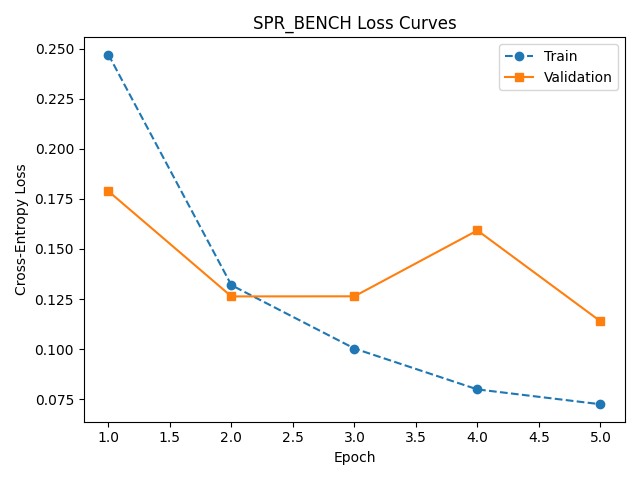 SPR_BENCH Loss Curves
Train
Validation
Cross-Entropy Loss
0.250
0.225
0.200
0.175
0.150
0.125
0.100
0.075
1.0 1.5 2.0 2.5 3.0 3.5 4.0 4.5 5.0
Epoch